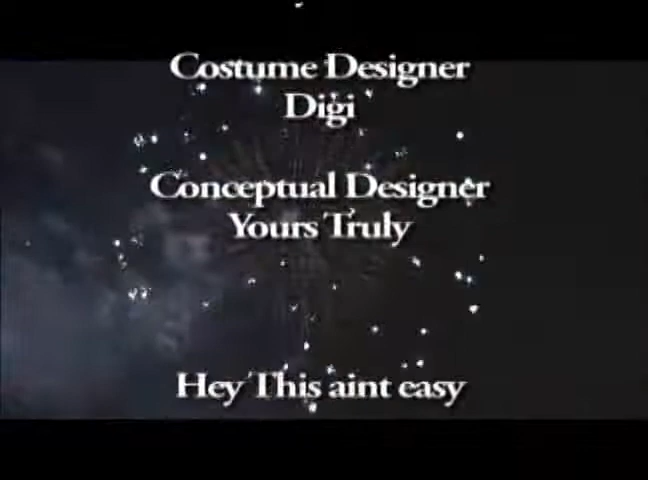 Costume Designer
Digi
Conceptual Designer
Yours Truly
Hey This aint easy